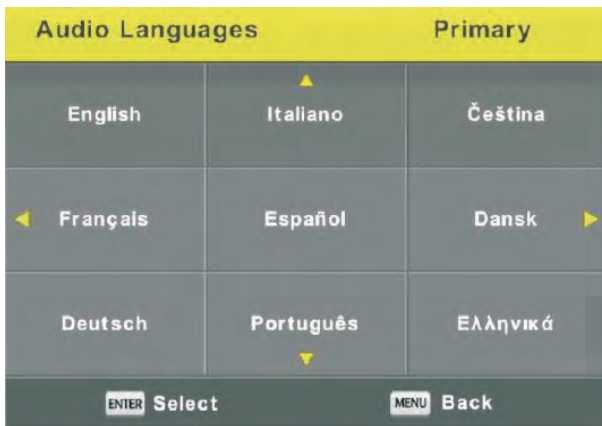 Audio Languages Primary
English Italiano Čeština
Français Español Dansk
Deutsch Português Ελληνικά
ENTER Select MENU Back